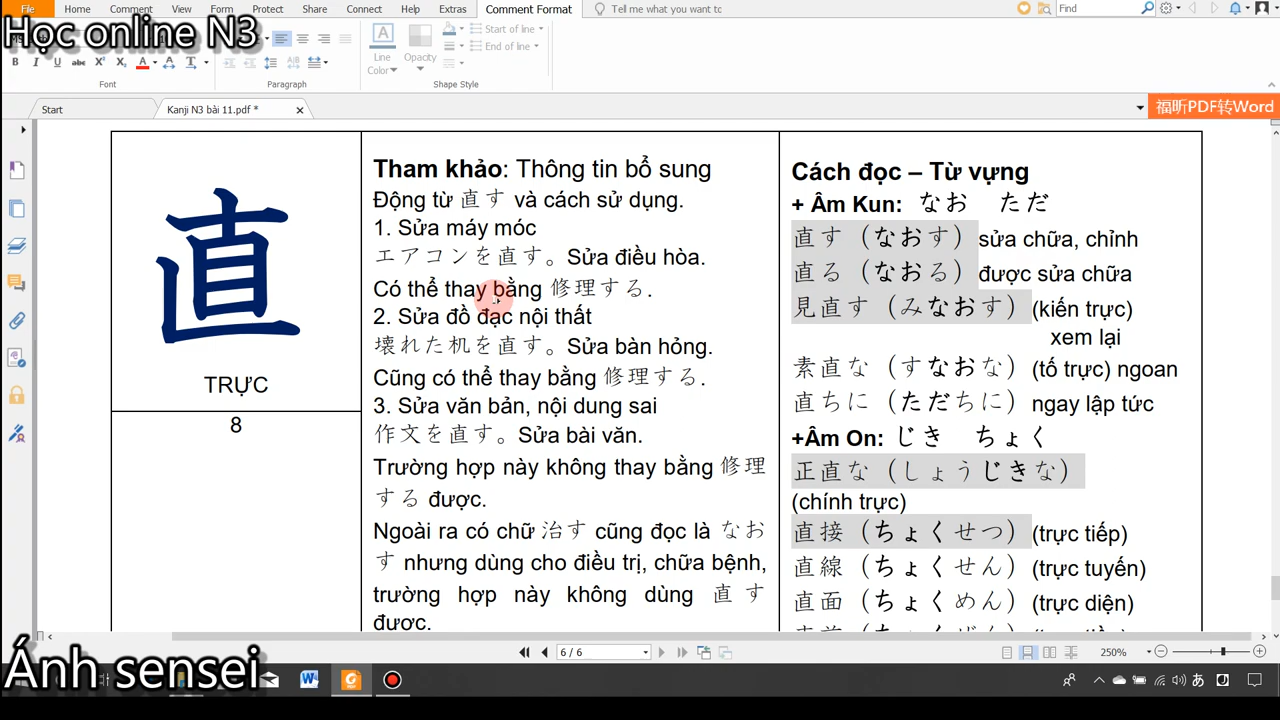 File Home Comment View Form Protect Share Connect Help Extras Comment Format Tell me what you want tc Find
Học online N3
Line Color Opacity Start of line End of line
Font Paragraph Shape Style
Start Kanji N3 bài 11.pdf * 福昕PDF转Word
直
TRỰC
8
Tham khảo: Thông tin bổ sung
Động từ 直す và cách sử dụng.
1. Sửa máy móc
エアコンを直す。Sửa điều hòa.
Có thể thay bằng 修理する.
2. Sửa đồ đạc nội thất
壊れた机を直す。Sửa bàn hỏng.
Cũng có thể thay bằng 修理する.
3. Sửa văn bản, nội dung sai
作文を直す。Sửa bài văn.
Trường hợp này không thay bằng 修理
する được.
Ngoài ra có chữ 治す cũng đọc là なお
す nhưng dùng cho điều trị, chữa bệnh,
trường hợp này không dùng 直す
được.
Cách đọc – Từ vựng
+ Âm Kun: なお ただ
直す（なおす）sửa chữa, chỉnh
直る（なおる）được sửa chữa
見直す（みなおす）(kiến trực)
xem lại
素直な（すなおな）(tố trực) ngoan
直ちに（ただちに）ngay lập tức
+Âm On: じき ちょく
正直な（しょうじきな）
(chính trực)
直接（ちょくせつ）(trực tiếp)
直線（ちょくせん）(trực tuyến)
直面（ちょくめん）(trực diện)
6 / 6 250%
Ánh sensei